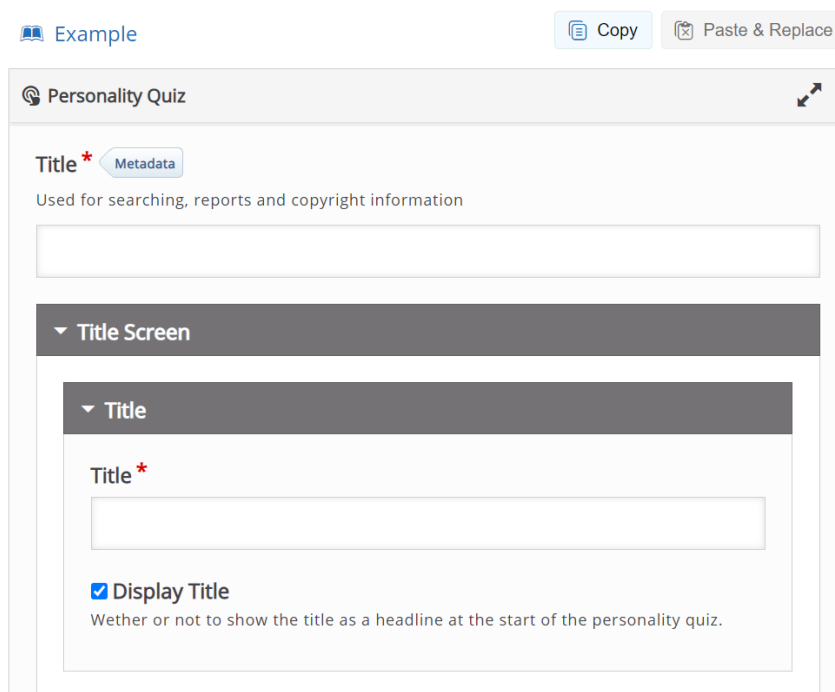 Example
Copy
Paste & Replace
Personality Quiz
Title *
Metadata
Used for searching, reports and copyright information
Title Screen
Title
Title *
Display Title
Wether or not to show the title as a headline at the start of the personality quiz.